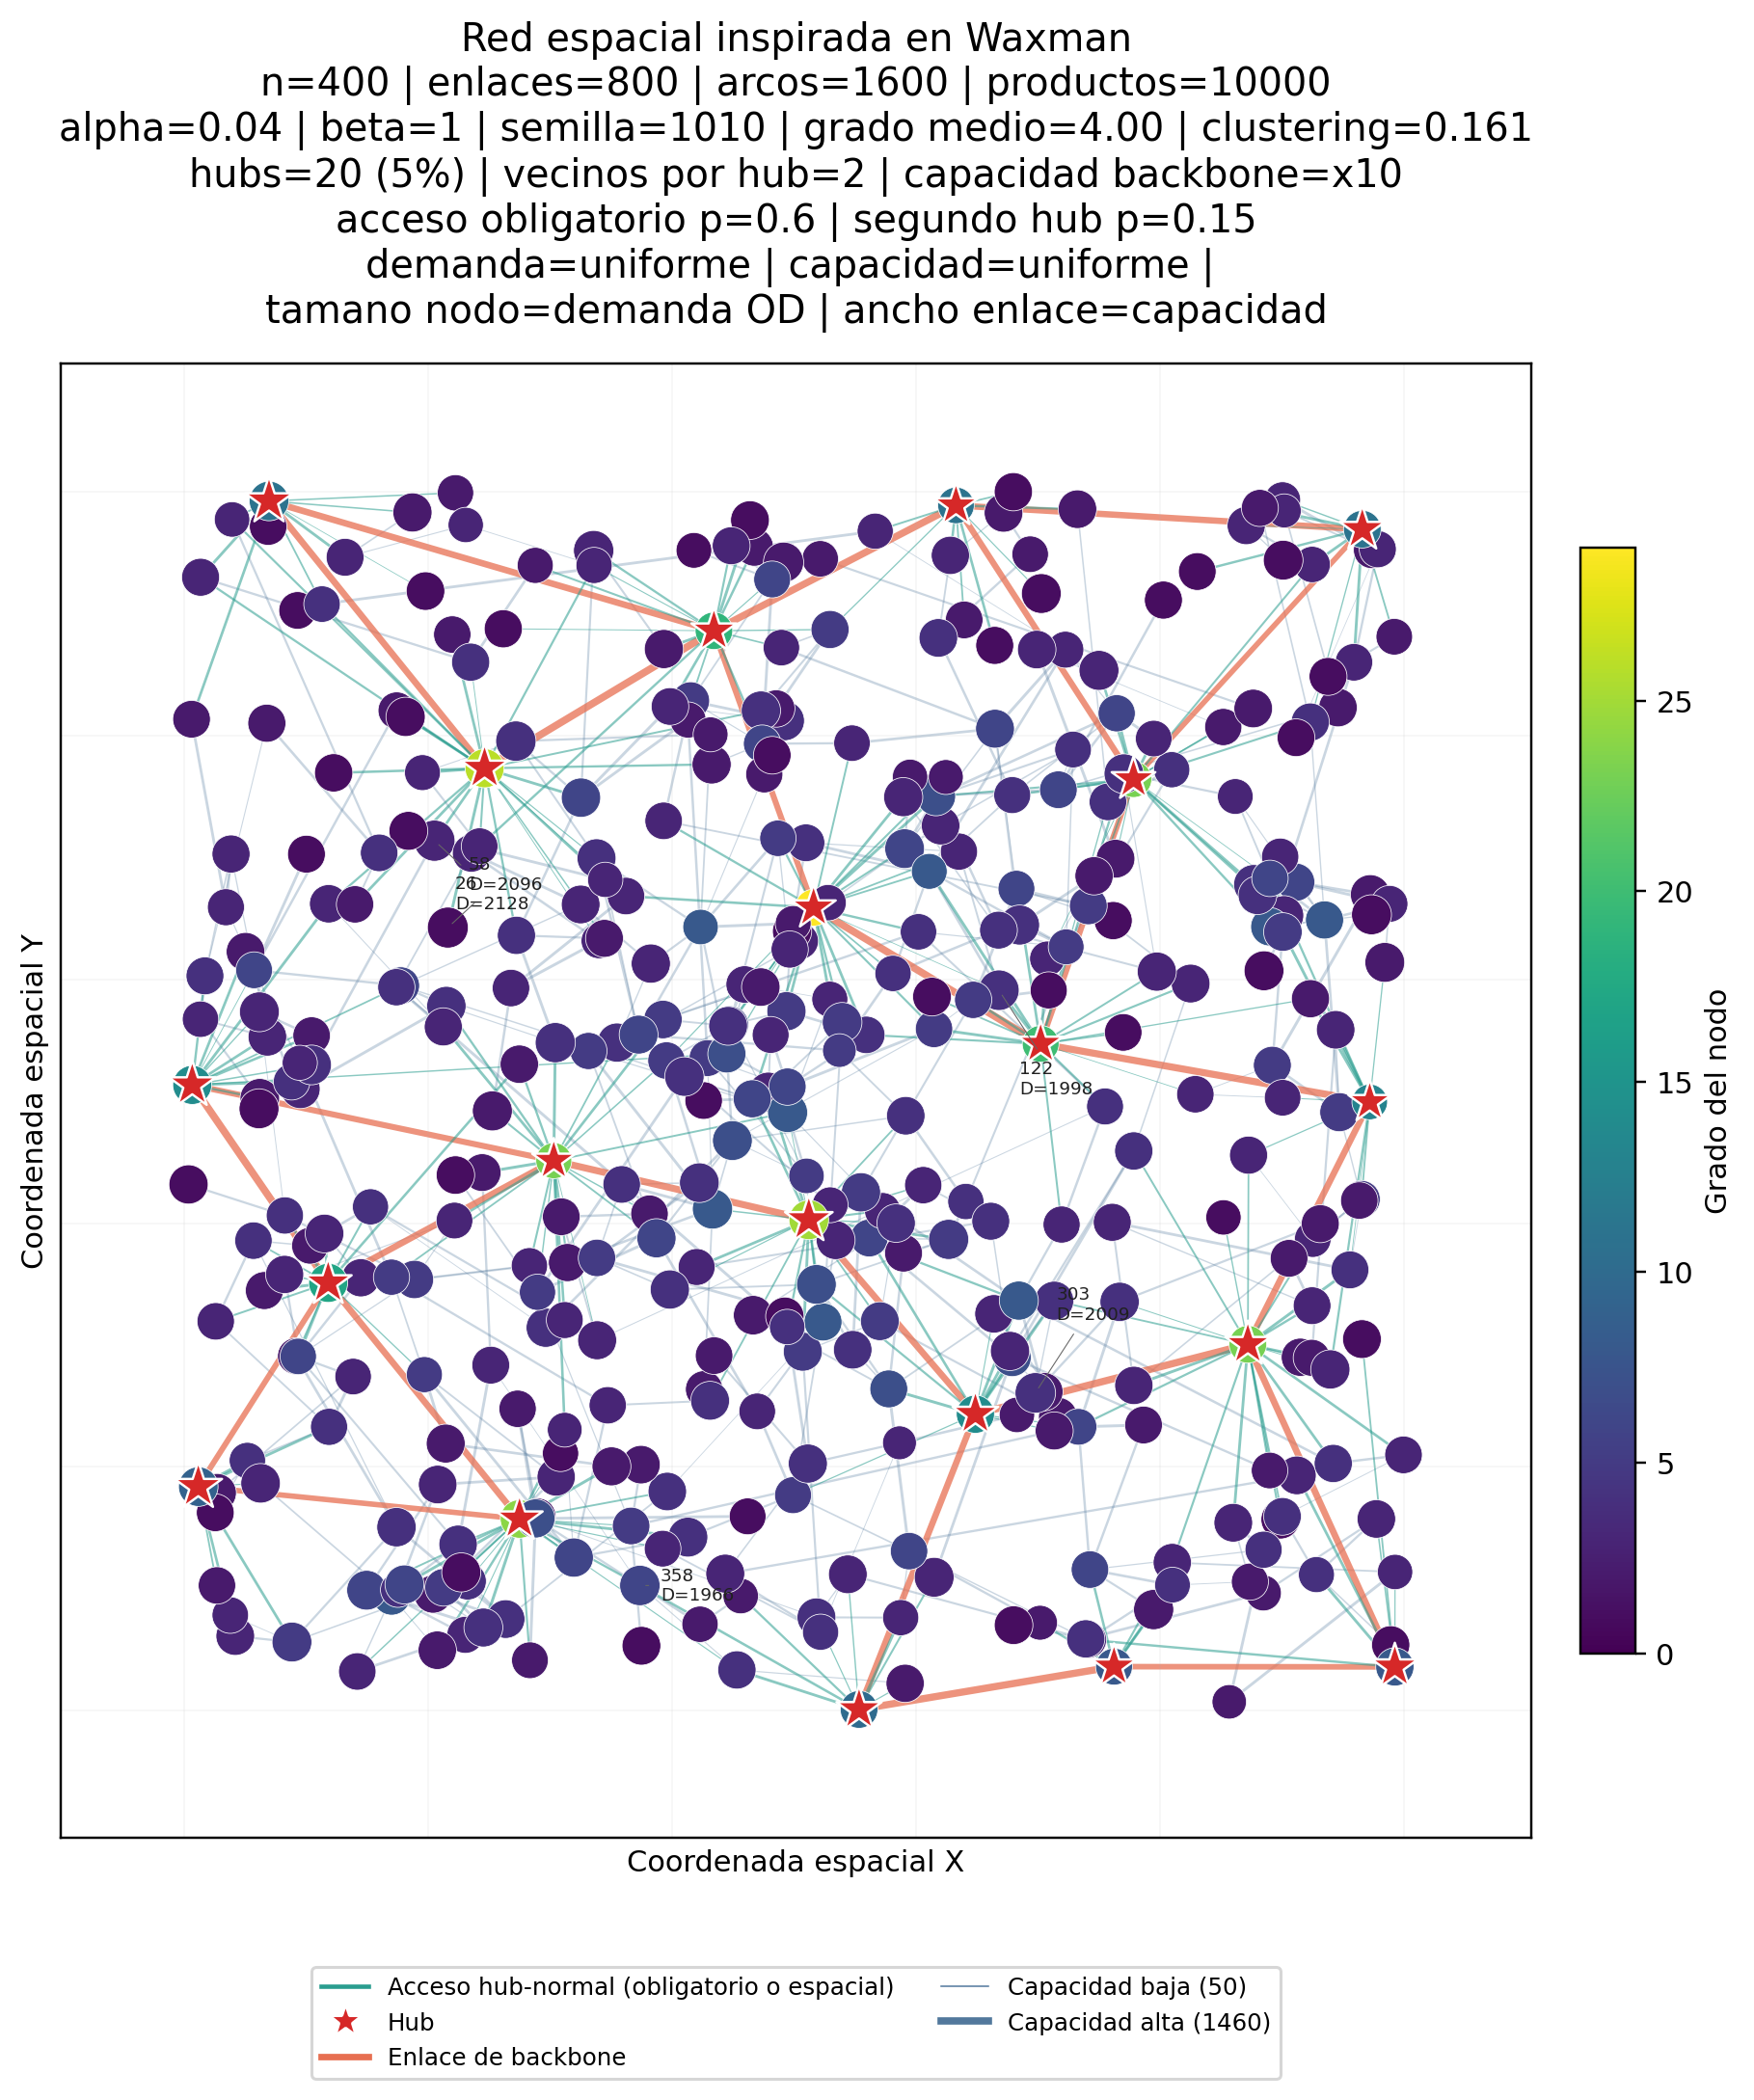 Red espacial inspirada en Waxman
n=400 | enlaces=800 | arcos=1600 | productos=10000
alpha=0.04 | beta=1 | semilla=1010 | grado medio=4.00 | clustering=0.161
hubs=20 (5%) | vecinos por hub=2 | capacidad backbone=x10
acceso obligatorio p=0.6 | segundo hub p=0.15
demanda=uniforme | capacidad=uniforme |
tamano nodo=demanda OD | ancho enlace=capacidad
58
D=2096
26
D=2128
122
D=1998
303
D=2009
358
D=1966
Coordenada espacial Y
Coordenada espacial X
25
20
15
10
5
0
Grado del nodo
Acceso hub-normal (obligatorio o espacial)
Hub
Enlace de backbone
Capacidad baja (50)
Capacidad alta (1460)